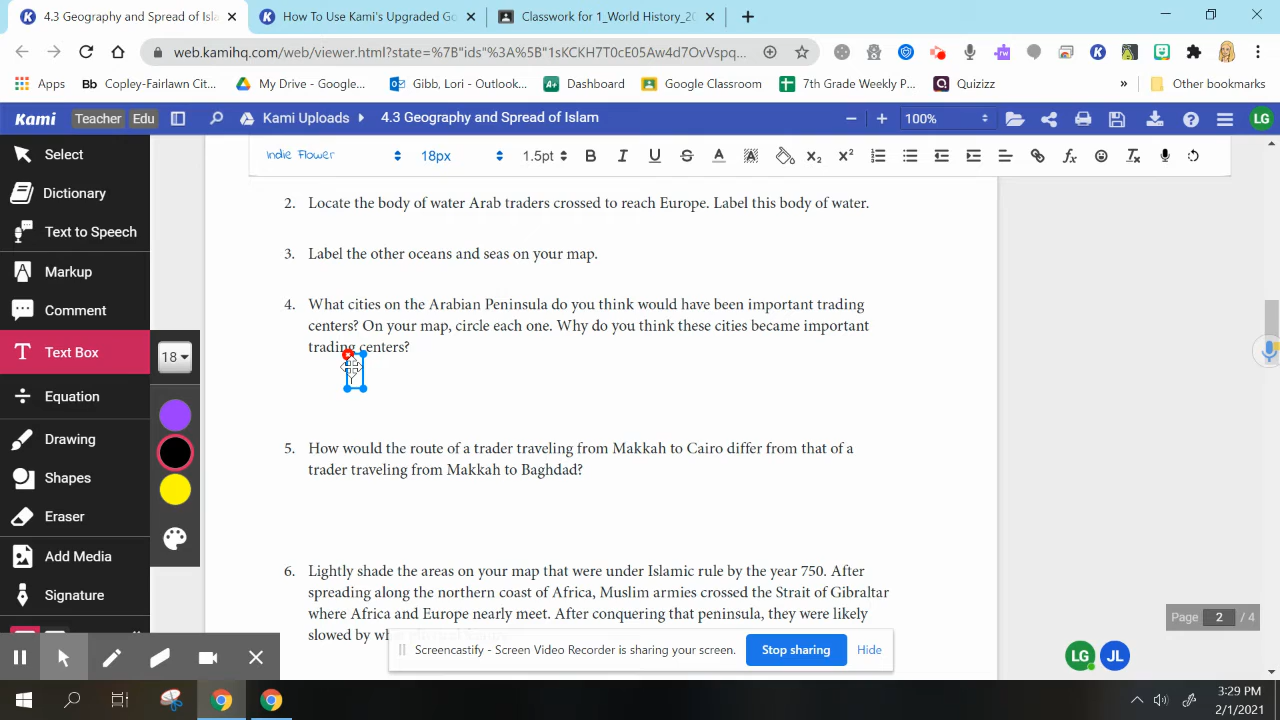 4.3 Geography and Spread of Isla
How To Use Kami's Upgraded Go
Classwork for 1_World History_20
web.kamihq.com/web/viewer.html?state=%7B"ids"%3A%5B"1sKCKH7T0cE05Aw4d7OvVspq...
Apps
Bb Copley-Fairlawn Cit...
My Drive - Google...
Gibb, Lori - Outlook...
A+ Dashboard
Google Classroom
7th Grade Weekly P...
Quizizz
»
Other bookmarks
Kami
Teacher
Edu
Kami Uploads
4.3 Geography and Spread of Islam
100%
LG
Select
Dictionary
Text to Speech
Markup
Comment
Text Box
Equation
Drawing
Shapes
Eraser
Add Media
Signature
18
Indie Flower
18px
1.5pt
B I U S A A X₂ X²
2. Locate the body of water Arab traders crossed to reach Europe. Label this body of water.
3. Label the other oceans and seas on your map.
4. What cities on the Arabian Peninsula do you think would have been important trading
centers? On your map, circle each one. Why do you think these cities became important
trading centers?
5. How would the route of a trader traveling from Makkah to Cairo differ from that of a
trader traveling from Makkah to Baghdad?
6. Lightly shade the areas on your map that were under Islamic rule by the year 750. After
spreading along the northern coast of Africa, Muslim armies crossed the Strait of Gibraltar
where Africa and Europe nearly meet. After conquering that peninsula, they were likely
slowed by
Page 2 / 4
Screencastify - Screen Video Recorder is sharing your screen.
Stop sharing
Hide
LG
JL
3:29 PM
2/1/2021